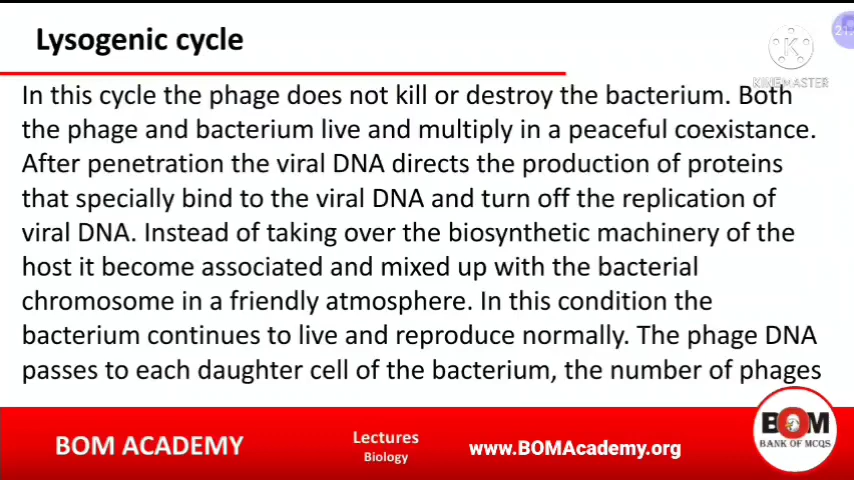 Lysogenic cycle
21.
K
KINEMASTER
In this cycle the phage does not kill or destroy the bacterium. Both
the phage and bacterium live and multiply in a peaceful coexistance.
After penetration the viral DNA directs the production of proteins
that specially bind to the viral DNA and turn off the replication of
viral DNA. Instead of taking over the biosynthetic machinery of the
host it become associated and mixed up with the bacterial
chromosome in a friendly atmosphere. In this condition the
bacterium continues to live and reproduce normally. The phage DNA
passes to each daughter cell of the bacterium, the number of phages
BOM ACADEMY
Lectures
Biology
www.BOMAcademy.org
BOM
BANK OF MCQS